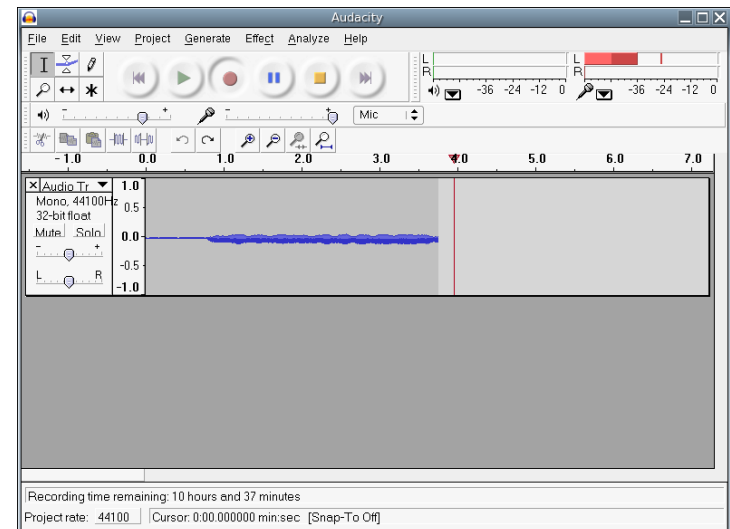 Audacity
File Edit View Project Generate Effect Analyze Help
L
R
-36 -24 -12 0
L
R
-36 -24 -12 0
Mic
- 1.0 0.0 1.0 2.0 3.0 4.0 5.0 6.0 7.0
Audio Tr
Mono, 44100Hz
32-bit float
Mute Solo
- +
L R
1.0
0.5
0.0
-0.5
-1.0
Recording time remaining: 10 hours and 37 minutes
Project rate: 44100 Cursor: 0:00.000000 min:sec [Snap-To Off]